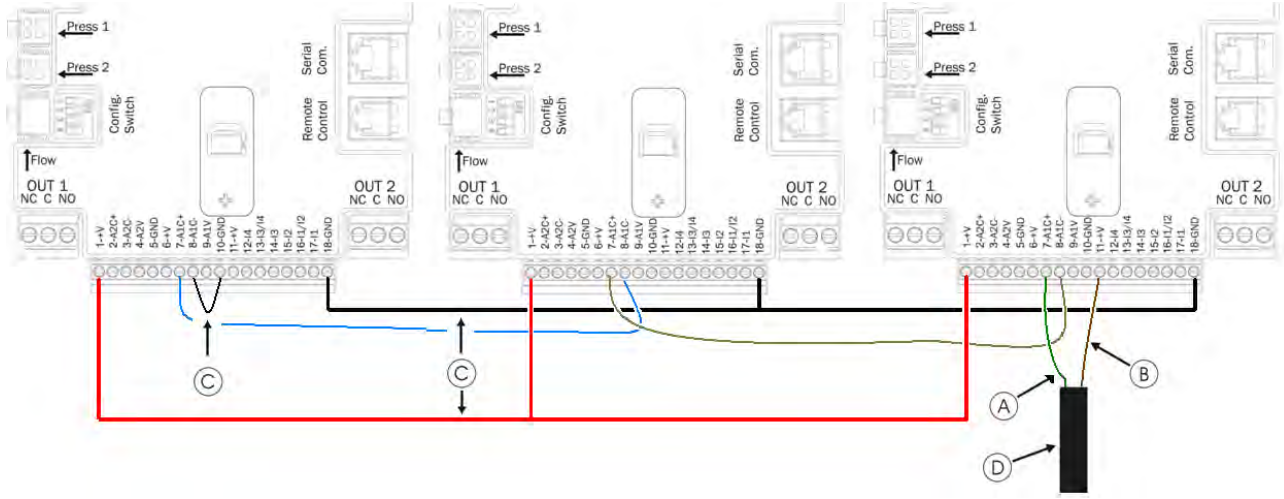 Press 1
Press 2
Serial
Com.
Remote
Control
Config.
Switch
Flow
OUT 1
NC C NO
OUT 2
NC C NO
1-+V
2-A2C+
3-A2C-
4-A2V
5-GND
6-+V
7-A1C+
8-A1C-
9-A1V
10-GND
11-+V
12-I4
13-I3/I4
14-I3
15-I2
16-I1/I2
17-I1
18-GND
Press 1
Press 2
Serial
Com.
Remote
Control
Config.
Switch
Flow
OUT 1
NC C NO
OUT 2
NC C NO
1-+V
2-A2C+
3-A2C-
4-A2V
5-GND
6-+V
7-A1C+
8-A1C-
9-A1V
10-GND
11-+V
12-I4
13-I3/I4
14-I3
15-I2
16-I1/I2
17-I1
18-GND
Press 1
Press 2
Serial
Com.
Remote
Control
Config.
Switch
Flow
OUT 1
NC C NO
OUT 2
NC C NO
1-+V
2-A2C+
3-A2C-
4-A2V
5-GND
6-+V
7-A1C+
8-A1C-
9-A1V
10-GND
11-+V
12-I4
13-I3/I4
14-I3
15-I2
16-I1/I2
17-I1
18-GND
C
C
B
A
D